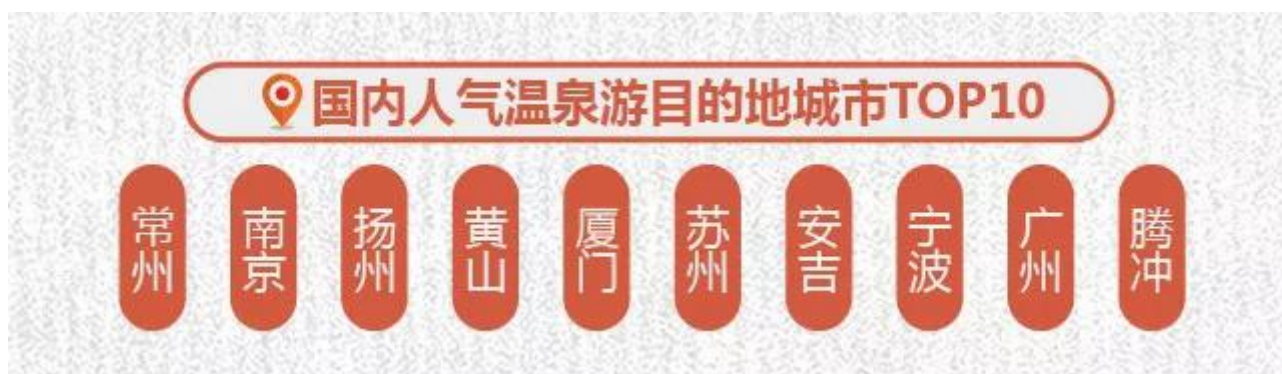 国内人气温泉游目的地城市TOP10
常州
南京
扬州
黄山
厦门
苏州
安吉
宁波
广州
腾冲